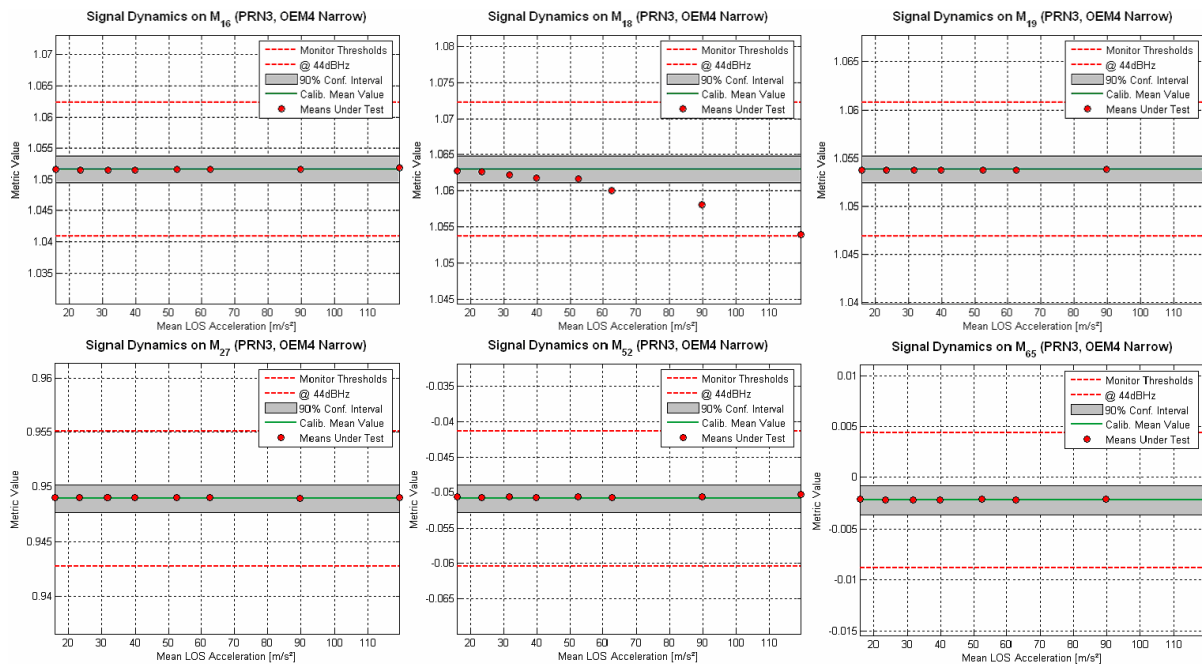 Signal Dynamics on M16 (PRN3, OEM4 Narrow)
1.07
1.065
1.06
1.055
1.05
1.045
1.04
1.035
Metric Value
Monitor Thresholds
@ 44dBHz
90% Conf. Interval
Calib. Mean Value
Means Under Test
20 30 40 50 60 70 80 90 100 110
Mean LOS Acceleration [m/s²]
Signal Dynamics on M18 (PRN3, OEM4 Narrow)
1.08
1.075
1.07
1.065
1.06
1.055
1.05
1.045
Metric Value
Monitor Thresholds
@ 44dBHz
90% Conf. Interval
Calib. Mean Value
Means Under Test
20 30 40 50 60 70 80 90 100 110
Mean LOS Acceleration [m/s²]
Signal Dynamics on M19 (PRN3, OEM4 Narrow)
1.065
1.06
1.055
1.05
1.045
1.04
Metric Value
Monitor Thresholds
@ 44dBHz
90% Conf. Interval
Calib. Mean Value
Means Under Test
20 30 40 50 60 70 80 90 100 110
Mean LOS Acceleration [m/s²]
Signal Dynamics on M27 (PRN3, OEM4 Narrow)
0.96
0.955
0.95
0.945
0.94
Metric Value
Monitor Thresholds
@ 44dBHz
90% Conf. Interval
Calib. Mean Value
Means Under Test
20 30 40 50 60 70 80 90 100 110
Mean LOS Acceleration [m/s²]
Signal Dynamics on M52 (PRN3, OEM4 Narrow)
-0.035
-0.04
-0.045
-0.05
-0.055
-0.06
-0.065
Metric Value
Monitor Thresholds
@ 44dBHz
90% Conf. Interval
Calib. Mean Value
Means Under Test
20 30 40 50 60 70 80 90 100 110
Mean LOS Acceleration [m/s²]
Signal Dynamics on M65 (PRN3, OEM4 Narrow)
0.01
0.005
0
-0.005
-0.01
-0.015
Metric Value
Monitor Thresholds
@ 44dBHz
90% Conf. Interval
Calib. Mean Value
Means Under Test
20 30 40 50 60 70 80 90 100 110
Mean LOS Acceleration [m/s²]